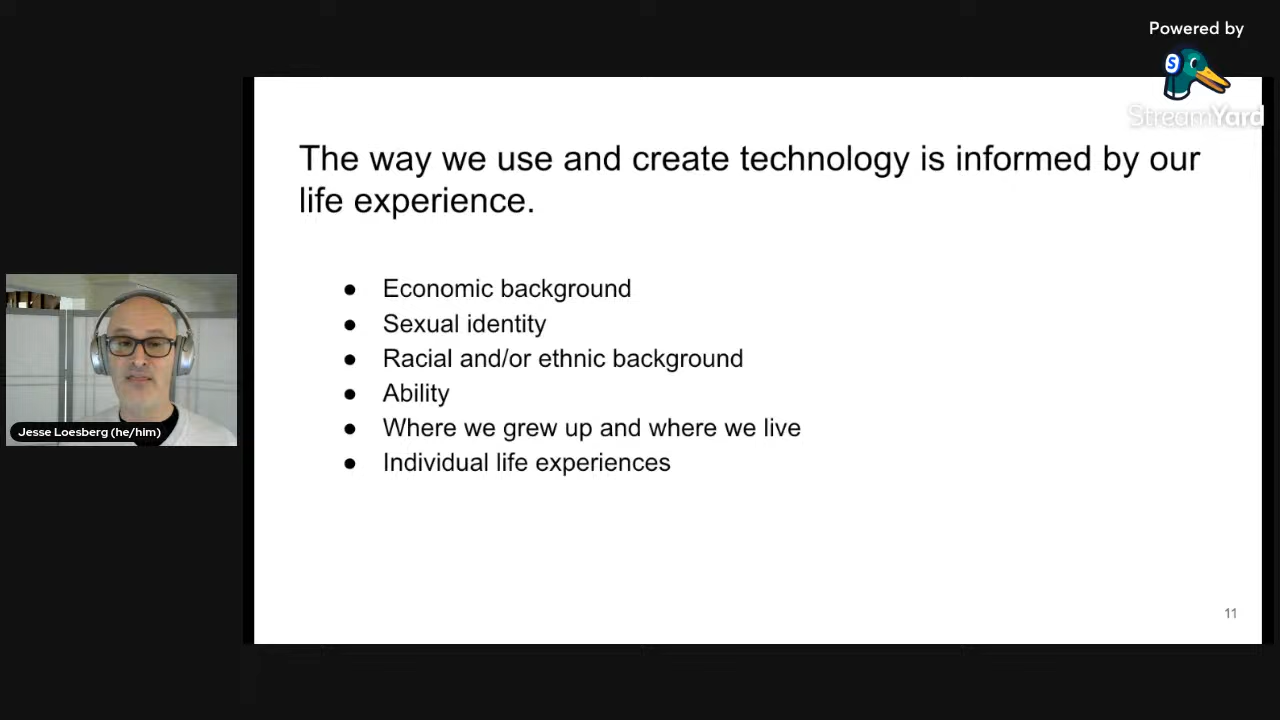 Powered by
S
StreamYard
The way we use and create technology is informed by our
life experience.
● Economic background
● Sexual identity
● Racial and/or ethnic background
● Ability
● Where we grew up and where we live
● Individual life experiences
Jesse Loesberg (he/him)
11